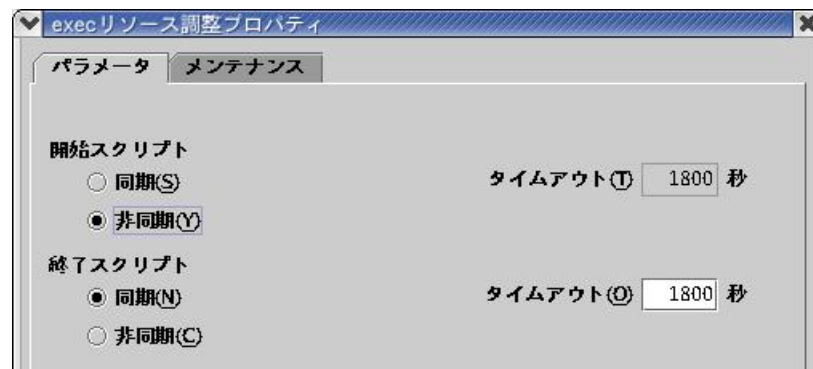 execリソース調整プロパティ
パラメータ メンテナンス
開始スクリプト
同期(S) タイムアウト(T) 1800 秒
非同期(Y)
終了スクリプト
同期(N) タイムアウト(O) 1800 秒
非同期(C)